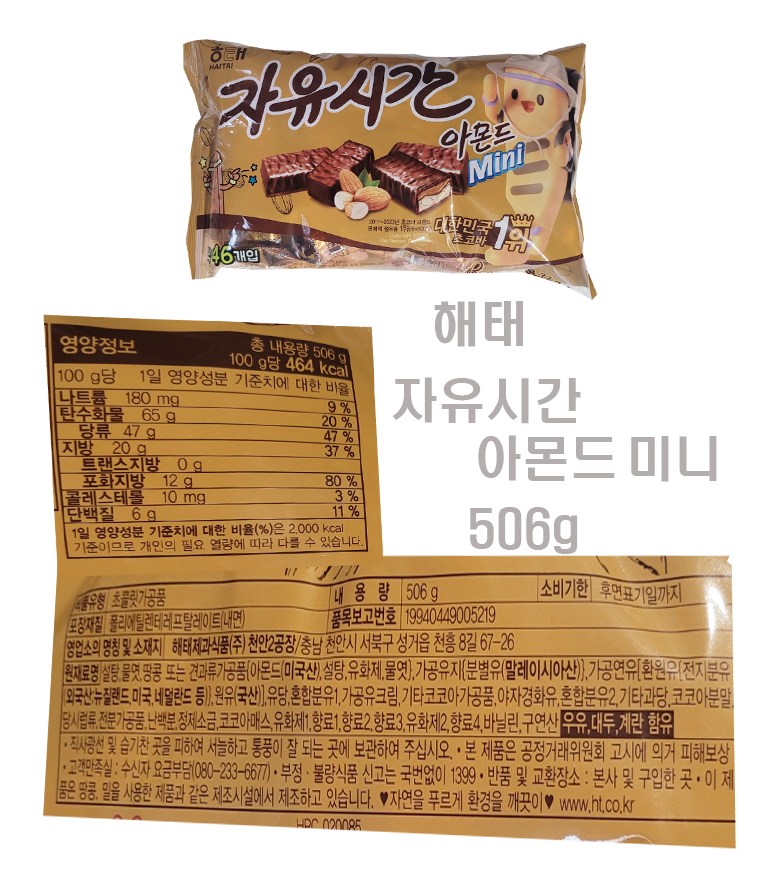 해태
HAITAI
자유시간
아몬드
Mini
대한민국
초코바
1위
46개입
해태
자유시간
아몬드 미니
506g
영양정보
총 내용량 506 g
100 g당 464 kcal
100 g당 1일 영양성분 기준치에 대한 비율
나트륨 180 mg 9 %
탄수화물 65 g 20 %
당류 47 g 47 %
지방 20 g 37 %
트랜스지방 0 g
포화지방 12 g 80 %
콜레스테롤 10 mg 3 %
단백질 6 g 11 %
1일 영양성분 기준치에 대한 비율(%)은 2,000 kcal
기준이므로 개인의 필요 열량에 따라 다를 수 있습니다.
식품유형 초콜릿가공품 내 용 량 506 g 소비기한 후면표기일까지
포장재질 폴리에틸렌테레프탈레이트(내면) 품목보고번호 19940449005219
영업소의 명칭 및 소재지 해태제과식품(주) 천안2공장/충남 천안시 서북구 성거읍 천흥8길 67-26
원재료명 설탕,물엿,땅콩 또는 견과류가공품{아몬드(미국산),설탕,유화제,물엿},가공유지{분별유(말레이시아산)},가공연유{환원유[전지분유
외국산:뉴질랜드,미국,네덜란드 등]},원유(국산),유당,혼합분유1,가공유크림,기타코코아가공품,야자경화유,혼합분유2,기타과당,코코아분말,
당시럽류,전분가공품,난백분,정제소금,코코아매스,유화제1,향료1,향료2,향료3,유화제2,향료4,바닐린,구연산 우유,대두,계란 함유
• 직사광선 및 습기찬 곳을 피하여 서늘하고 통풍이 잘 되는 곳에 보관하여 주십시오. • 본 제품은 공정거래위원회 고시에 의거 피해보상
• 고객만족실 : 수신자 요금부담(080-233-6677) • 부정 · 불량식품 신고는 국번없이 1399 • 반품 및 교환장소 : 본사 및 구입한 곳 • 이 제
품은 땅콩, 밀을 사용한 제품과 같은 제조시설에서 제조하고 있습니다. ♥자연을 푸르게 환경을 깨끗이♥ www.ht.co.kr
HPC 020085